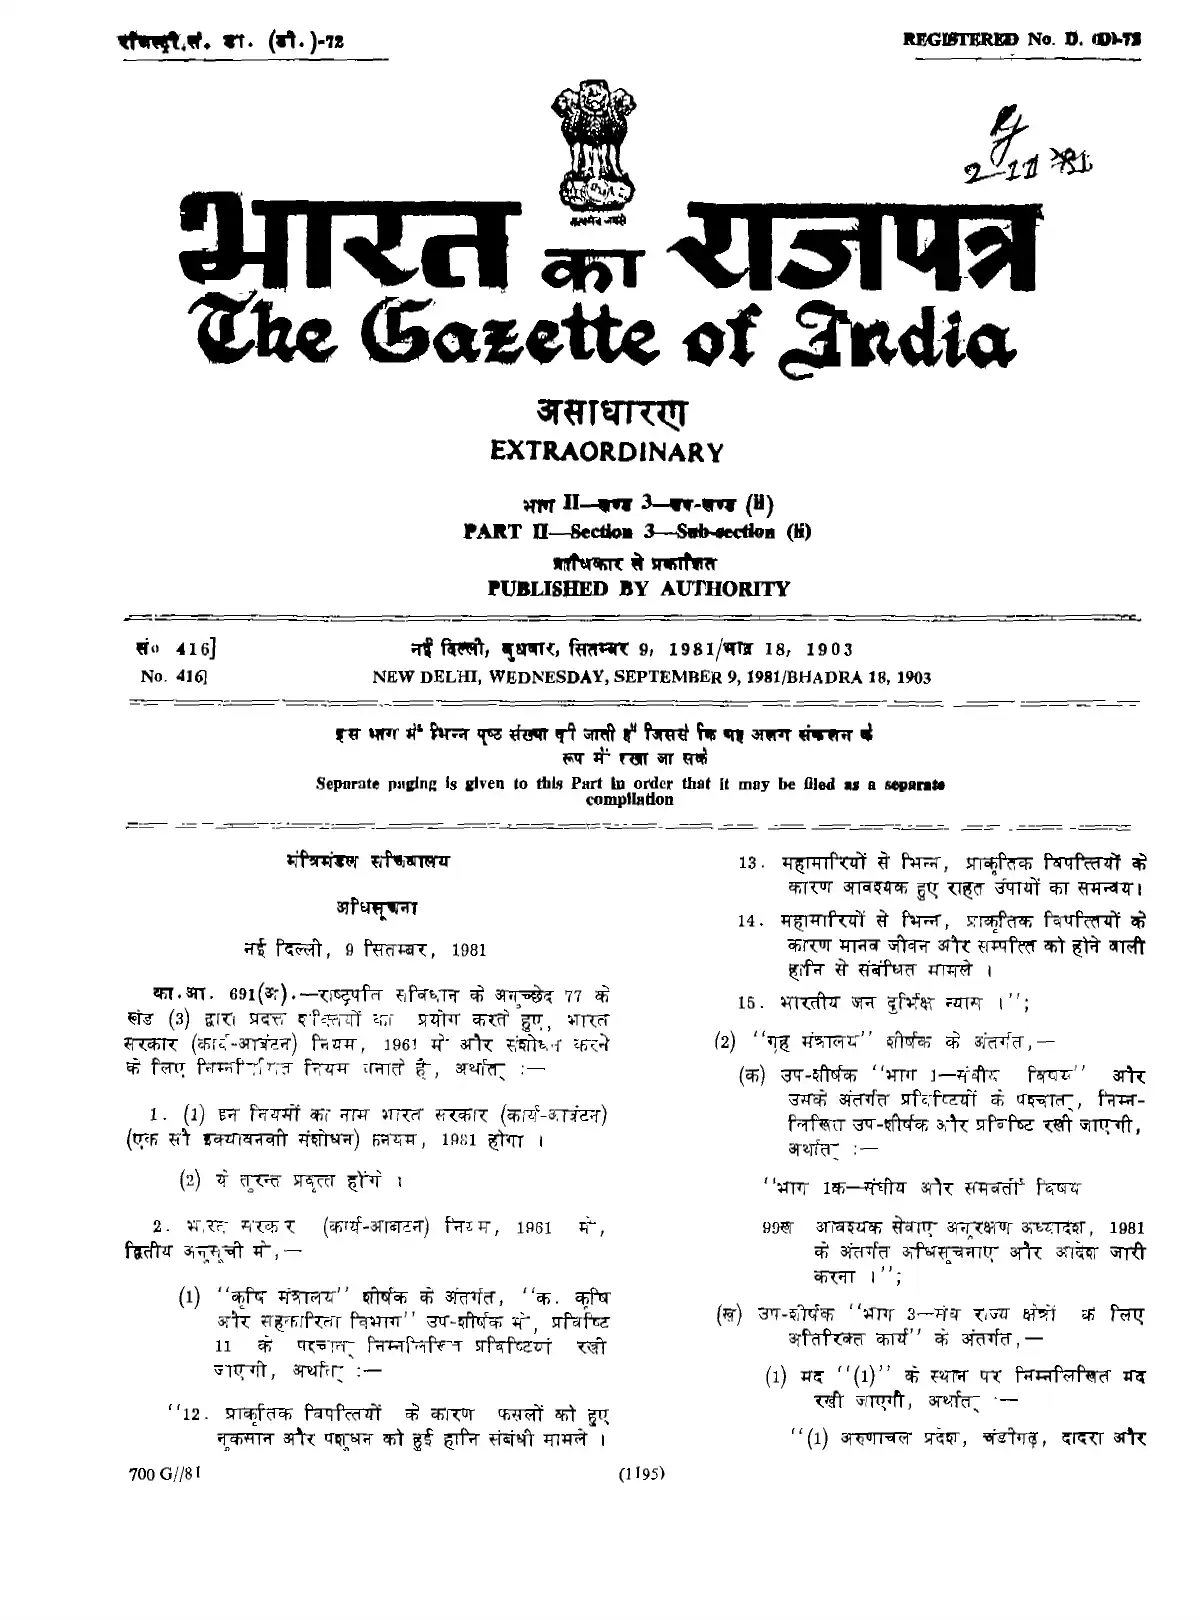 रजिस्ट्री.सं. डा. (डी.)-72
REGISTERED No. D. (D)-72
2-11-81
सत्यमेव जयते
भारत का राजपत्र
The Gazette of India
असाधारण
EXTRAORDINARY
भाग II—खण्ड 3—उप-खण्ड (ii)
PART II—Section 3—Sub-section (ii)
प्राधिकार से प्रकाशित
PUBLISHED BY AUTHORITY
सं० 416]
नई दिल्ली, बुधवार, सितम्बर 9, 1981/भाद्र 18, 1903
No. 416]
NEW DELHI, WEDNESDAY, SEPTEMBER 9, 1981/BHADRA 18, 1903
इस भाग में भिन्न पृष्ठ संख्या दी जाती है जिससे कि यह अलग संकलन के
रूप में रखा जा सके
Separate paging is given to this Part in order that it may be filed as a separate
compilation
मंत्रिमंडल सचिवालय
अधिसूचना
नई दिल्ली, 9 सितम्बर, 1981
का.आ. 691(अ).—राष्ट्रपति संविधान के अनुच्छेद 77 के
खंड (3) द्वारा प्रदत्त शक्तियों का प्रयोग करते हुए, भारत
सरकार (कार्य-आबंटन) नियम, 1961 में और संशोधन करने
के लिए निम्नलिखित नियम बनाते है, अर्थात् :—
1. (1) इन नियमों का नाम भारत सरकार (कार्य-आबंटन)
(एक सौ इक्यावनवी संशोधन) नियम, 1981 होगा ।
(2) ये तुरन्त प्रवृत्त होंगे ।
2. भारत सरकार (कार्य-आबंटन) नियम, 1961 में,
द्वितीय अनुसूची में,—
(1) "कृषि मंत्रालय" शीर्षक के अंतर्गत, "क. कृषि
और सहकारिता विभाग" उप-शीर्षक में, प्रविष्टि
11 के पश्चात् निम्नलिखित प्रविष्टियां रखी
जाएगी, अर्थात् :—
"12. प्राकृतिक विपत्तियों के कारण फसलों को हुए
नुकसान और पशुधन को हुई हानि संबंधी मामले ।
700 G//81
(1195)
13. महामारियों से भिन्न, प्राकृतिक विपत्तियों के
कारण आवश्यक हुए राहत उपायों का समन्वय।
14. महामारियों से भिन्न, प्राकृतिक विपत्तियों के
कारण मानव जीवन और सम्पत्ति को होने वाली
हानि से संबंधित मामले ।
15. भारतीय जन दुर्भिक्ष न्यास ।";
(2) "गृह मंत्रालय" शीर्षक के अंतर्गत,—
(क) उप-शीर्षक "भाग 1—संघीय विषय" और
उसके अंतर्गत प्रविष्टियों के पश्चात्, निम्न-
लिखित उप-शीर्षक और प्रविष्टि रखी जाएगी,
अर्थात् :—
"भाग 1क—संघीय और समवर्ती विषय
99ख आवश्यक सेवाए अनुरक्षण अध्यादेश, 1981
के अंतर्गत अधिसूचनाए और आदेश जारी
करना ।";
(ख) उप-शीर्षक "भाग 3—संघ राज्य क्षेत्रों के लिए
अतिरिक्त कार्य" के अंतर्गत,—
(1) मद "(1)" के स्थान पर निम्नलिखित मद
रखी जाएगी, अर्थात् :—
"(1) अरुणाचल प्रदेश, चंडीगढ़, दादरा और